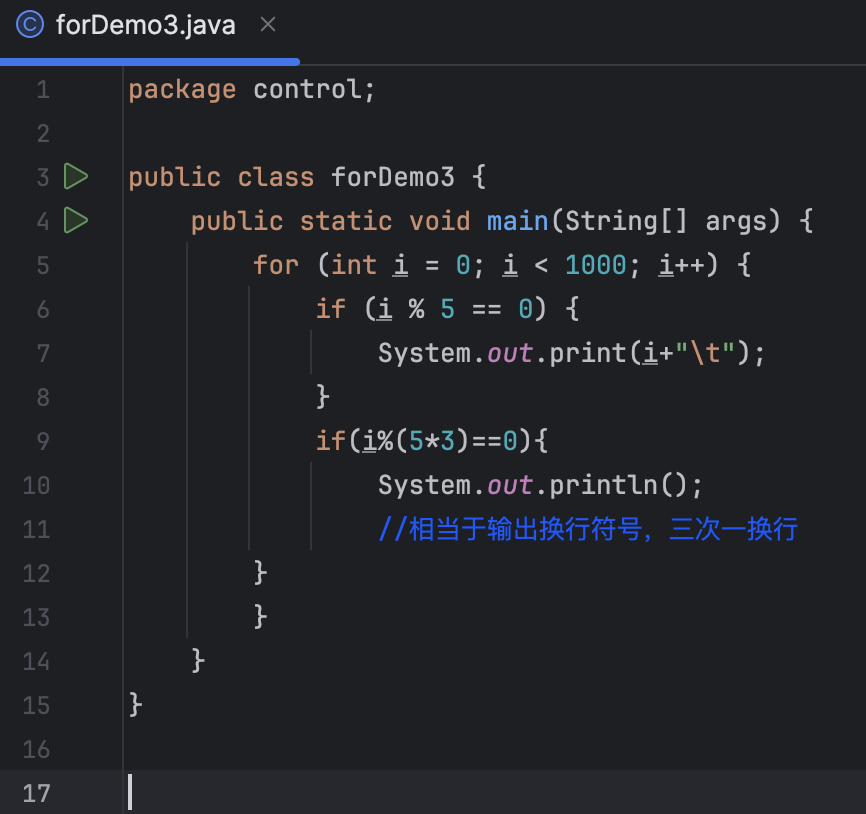 forDemo3.java
1 package control;
2
3 public class forDemo3 {
4 public static void main(String[] args) {
5 for (int i = 0; i < 1000; i++) {
6 if (i % 5 == 0) {
7 System.out.print(i+"\t");
8 }
9 if(i%(5*3)==0){
10 System.out.println();
11 //相当于输出换行符号，三次一换行
12 }
13 }
14 }
15 }
16
17